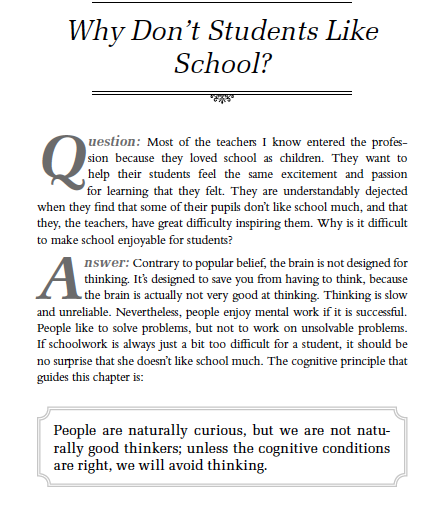 Why Don't Students Like
School?
Question: Most of the teachers I know entered the profes-
sion because they loved school as children. They want to
help their students feel the same excitement and passion
for learning that they felt. They are understandably dejected
when they find that some of their pupils don't like school much, and that
they, the teachers, have great difficulty inspiring them. Why is it difficult
to make school enjoyable for students?
Answer: Contrary to popular belief, the brain is not designed for
thinking. It's designed to save you from having to think, because
the brain is actually not very good at thinking. Thinking is slow
and unreliable. Nevertheless, people enjoy mental work if it is successful.
People like to solve problems, but not to work on unsolvable problems.
If schoolwork is always just a bit too difficult for a student, it should be
no surprise that she doesn't like school much. The cognitive principle that
guides this chapter is:
People are naturally curious, but we are not natu-
rally good thinkers; unless the cognitive conditions
are right, we will avoid thinking.